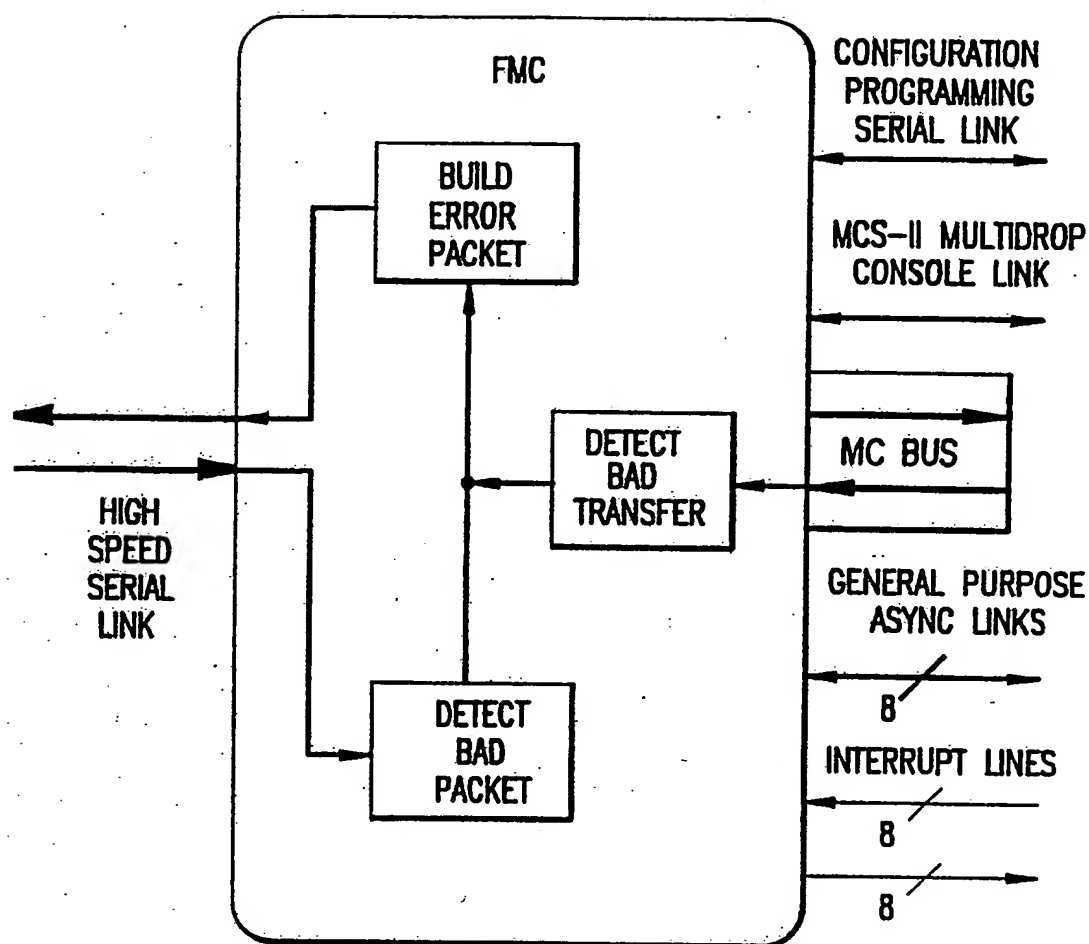 FMC
BUILD
ERROR
PACKET
DETECT
BAD
TRANSFER
DETECT
BAD
PACKET
HIGH
SPEED
SERIAL
LINK
CONFIGURATION
PROGRAMMING
SERIAL LINK
MCS-II MULTIDROP
CONSOLE LINK
MC BUS
GENERAL PURPOSE
ASYNC LINKS
8
INTERRUPT LINES
8
8